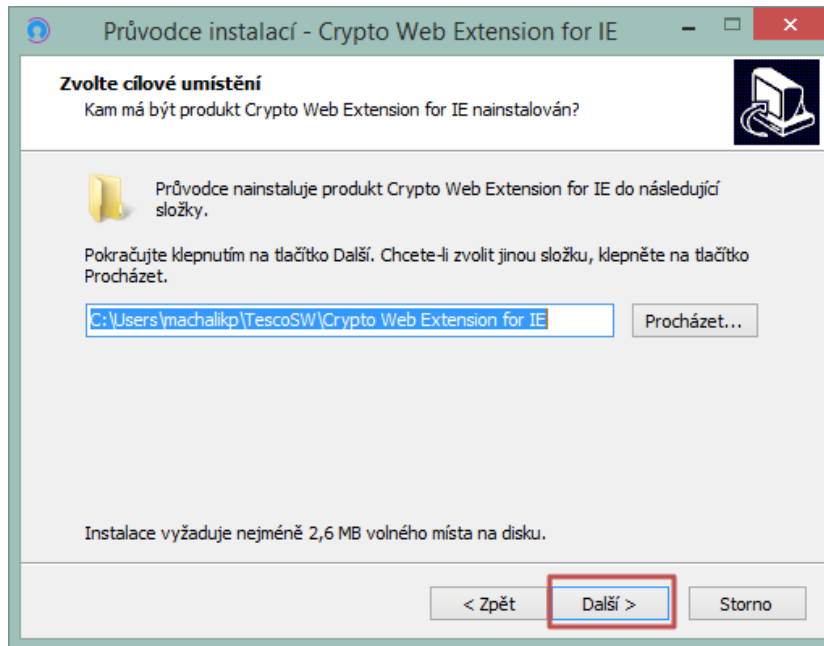 Průvodce instalací - Crypto Web Extension for IE
Zvolte cílové umístění
Kam má být produkt Crypto Web Extension for IE nainstalován?
Průvodce nainstaluje produkt Crypto Web Extension for IE do následující
složky.
Pokračujte klepnutím na tlačítko Další. Chcete-li zvolit jinou složku, klepněte na tlačítko
Procházet.
C:\Users\machalikp\TescoSW\Crypto Web Extension for IE
Procházet...
Instalace vyžaduje nejméně 2,6 MB volného místa na disku.
< Zpět
Další >
Storno